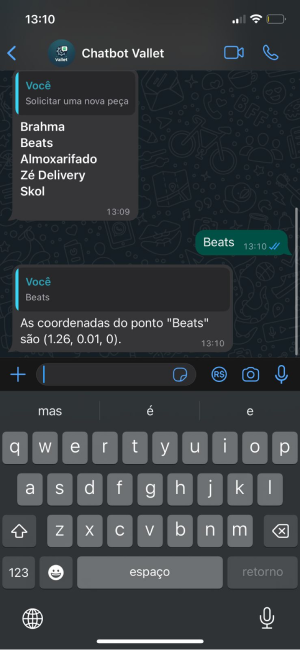 13:10
Vallet
Chatbot Vallet
Você
Solicitar uma nova peça
Brahma
Beats
Almoxarifado
Zé Delivery
Skol
13:09
Beats 13:10
Você
Beats
As coordenadas do ponto "Beats"
são (1.26, 0.01, 0).
13:10
RS
mas é e
q w e r t y u i o p
a s d f g h j k l
z x c v b n m
123 espaço retorno